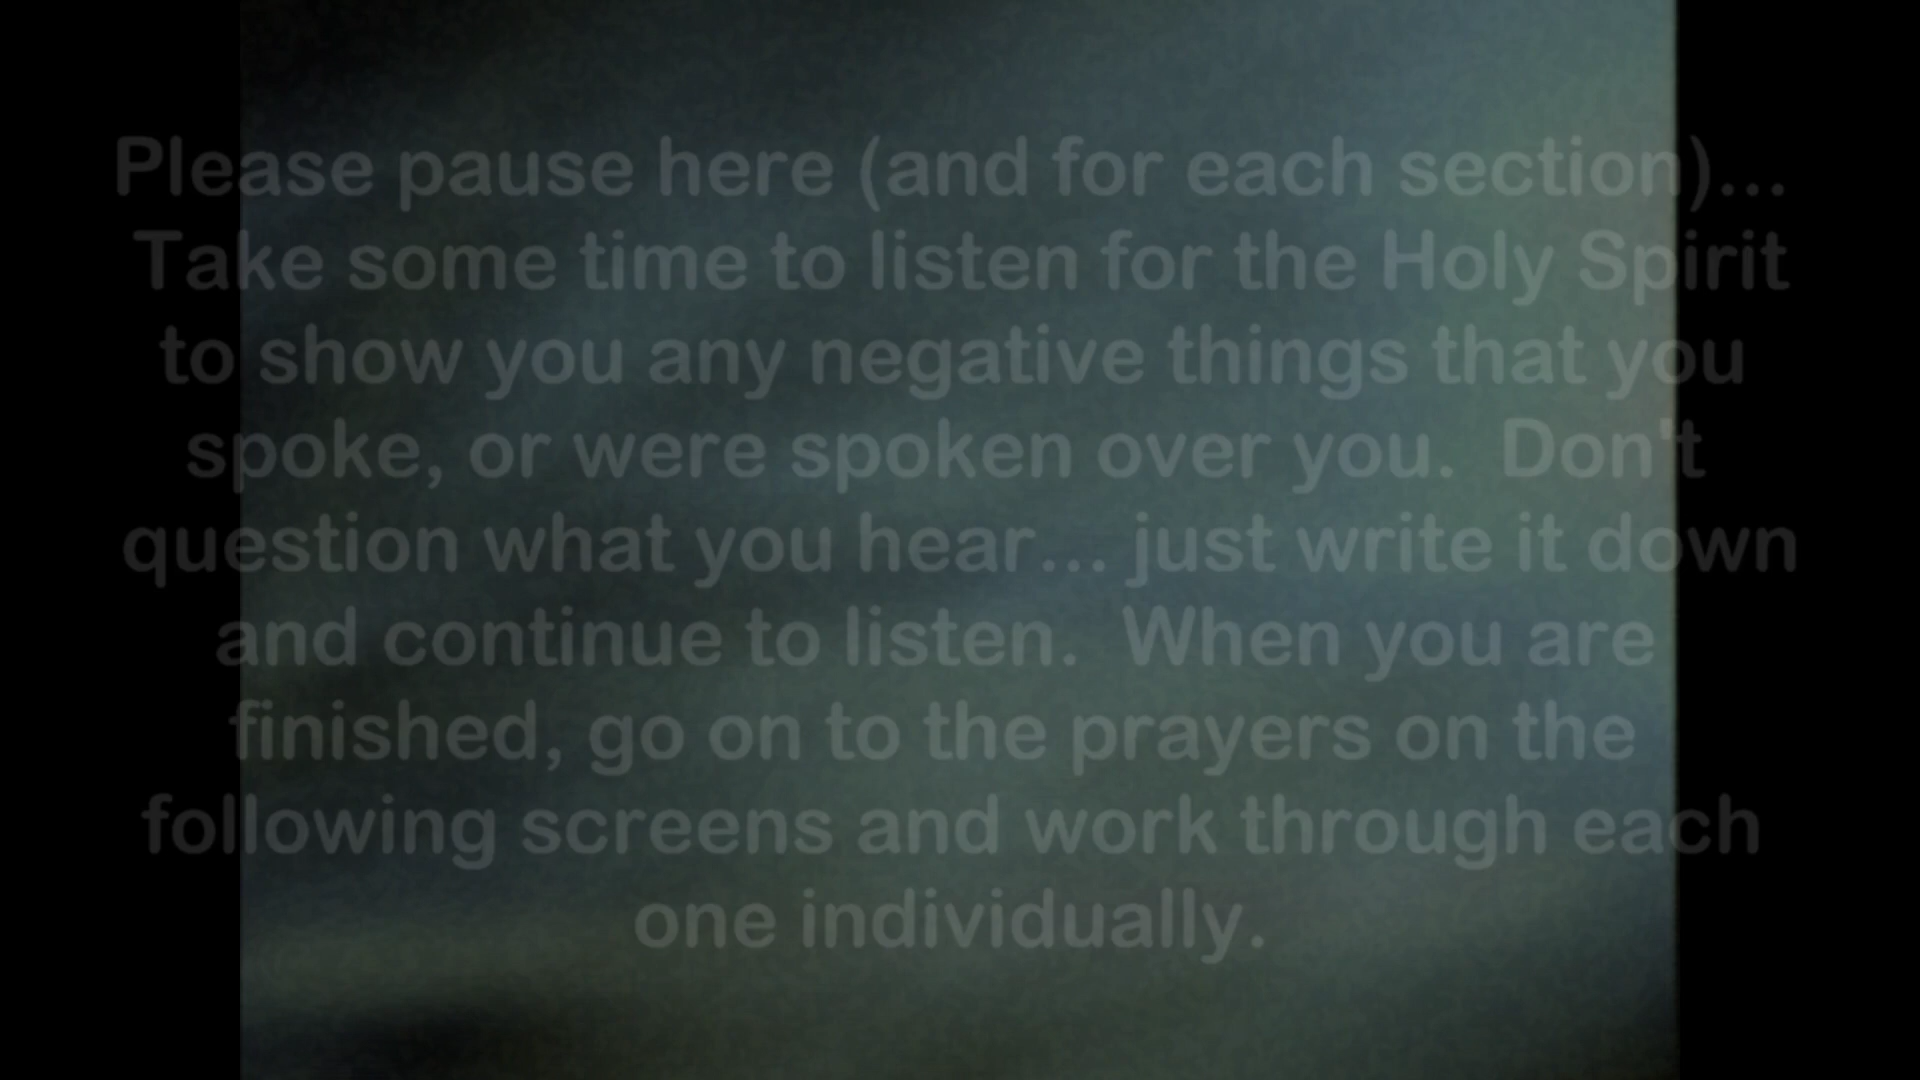 Please pause here (and for each section)...
Take some time to listen for the Holy Spirit
to show you any negative things that you
spoke, or were spoken over you.  Don't
question what you hear... just write it down
and continue to listen.  When you are
finished, go on to the prayers on the
following screens and work through each
one individually.